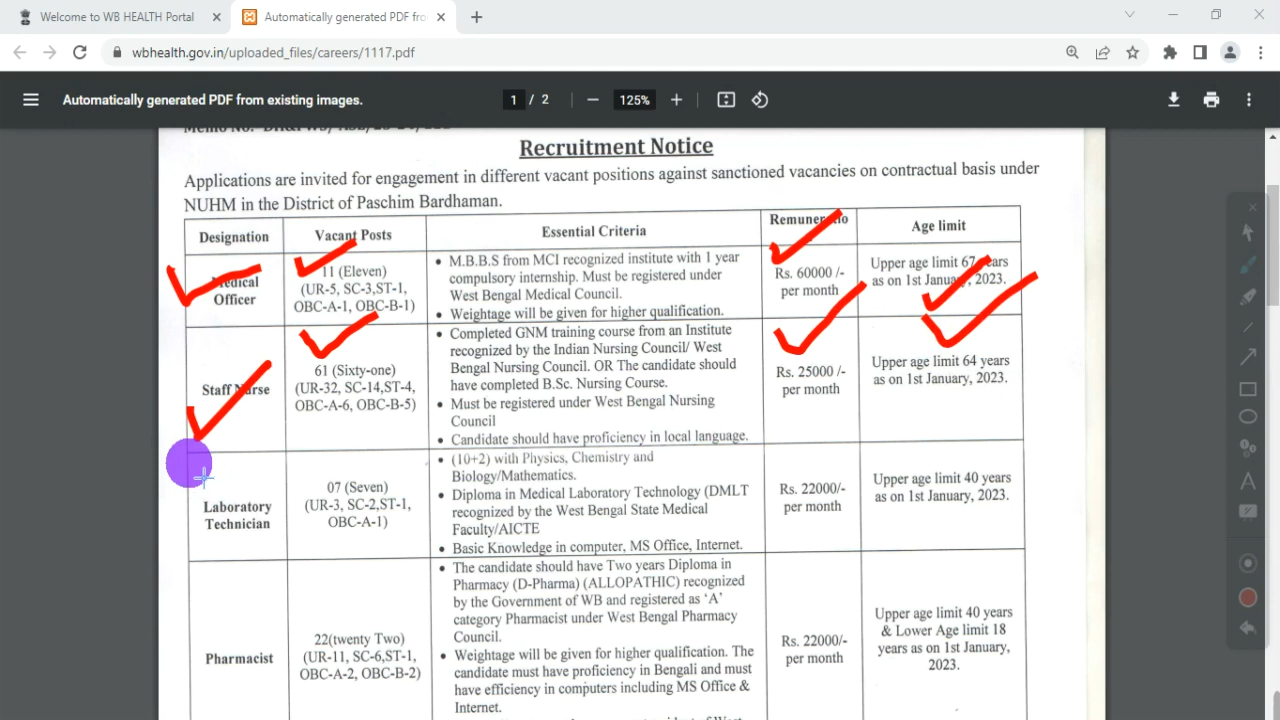 Welcome to WB HEALTH Portal
Automatically generated PDF fro
wbhealth.gov.in/uploaded_files/careers/1117.pdf
Automatically generated PDF from existing images.
1 / 2
125%
Recruitment Notice
Applications are invited for engagement in different vacant positions against sanctioned vacancies on contractual basis under
NUHM in the District of Paschim Bardhaman.
Designation
Vacant Posts
Essential Criteria
Remuneratio
Age limit
Medical
Officer
11 (Eleven)
(UR-5, SC-3,ST-1,
OBC-A-1, OBC-B-1)
• M.B.B.S from MCI recognized institute with 1 year
compulsory internship. Must be registered under
West Bengal Medical Council.
• Weightage will be given for higher qualification.
Rs. 60000 /-
per month
Upper age limit 67 years
as on 1st January, 2023.
Staff Nurse
61 (Sixty-one)
(UR-32, SC-14,ST-4,
OBC-A-6, OBC-B-5)
• Completed GNM training course from an Institute
recognized by the Indian Nursing Council/ West
Bengal Nursing Council. OR The candidate should
have completed B.Sc. Nursing Course.
• Must be registered under West Bengal Nursing
Council
• Candidate should have proficiency in local language.
Rs. 25000 /-
per month
Upper age limit 64 years
as on 1st January, 2023.
Laboratory
Technician
07 (Seven)
(UR-3, SC-2,ST-1,
OBC-A-1)
• (10+2) with Physics, Chemistry and
Biology/Mathematics.
• Diploma in Medical Laboratory Technology (DMLT
recognized by the West Bengal State Medical
Faculty/AICTE
• Basic Knowledge in computer, MS Office, Internet.
Rs. 22000/-
per month
Upper age limit 40 years
as on 1st January, 2023.
Pharmacist
22(twenty Two)
(UR-11, SC-6,ST-1,
OBC-A-2, OBC-B-2)
• The candidate should have Two years Diploma in
Pharmacy (D-Pharma) (ALLOPATHIC) recognized
by the Government of WB and registered as ‘A’
category Pharmacist under West Bengal Pharmacy
Council.
• Weightage will be given for higher qualification. The
candidate must have proficiency in Bengali and must
have efficiency in computers including MS Office &
Internet.
Rs. 22000/-
per month
Upper age limit 40 years
& Lower Age limit 18
years as on 1st January,
2023.